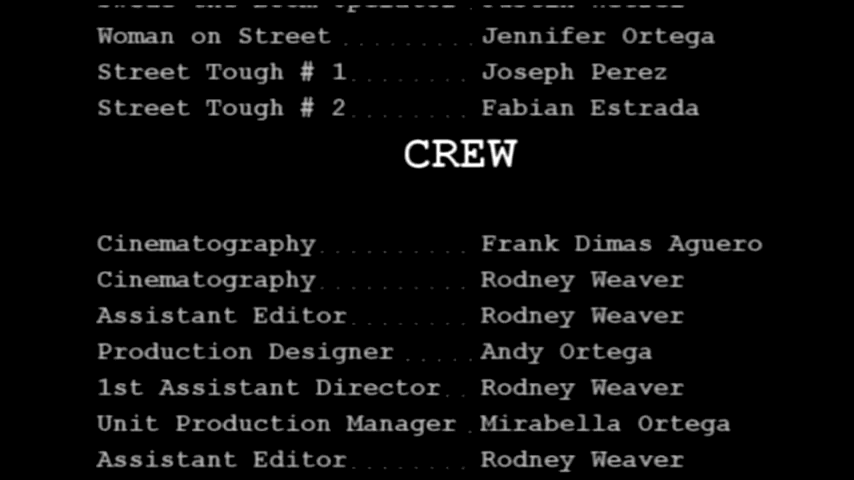 Woman on Street ........ Jennifer Ortega
Street Tough # 1........ Joseph Perez
Street Tough # 2........ Fabian Estrada
CREW
Cinematography.......... Frank Dimas Aguero
Cinematography.......... Rodney Weaver
Assistant Editor........ Rodney Weaver
Production Designer ..... Andy Ortega
1st Assistant Director.. Rodney Weaver
Unit Production Manager . Mirabella Ortega
Assistant Editor........ Rodney Weaver